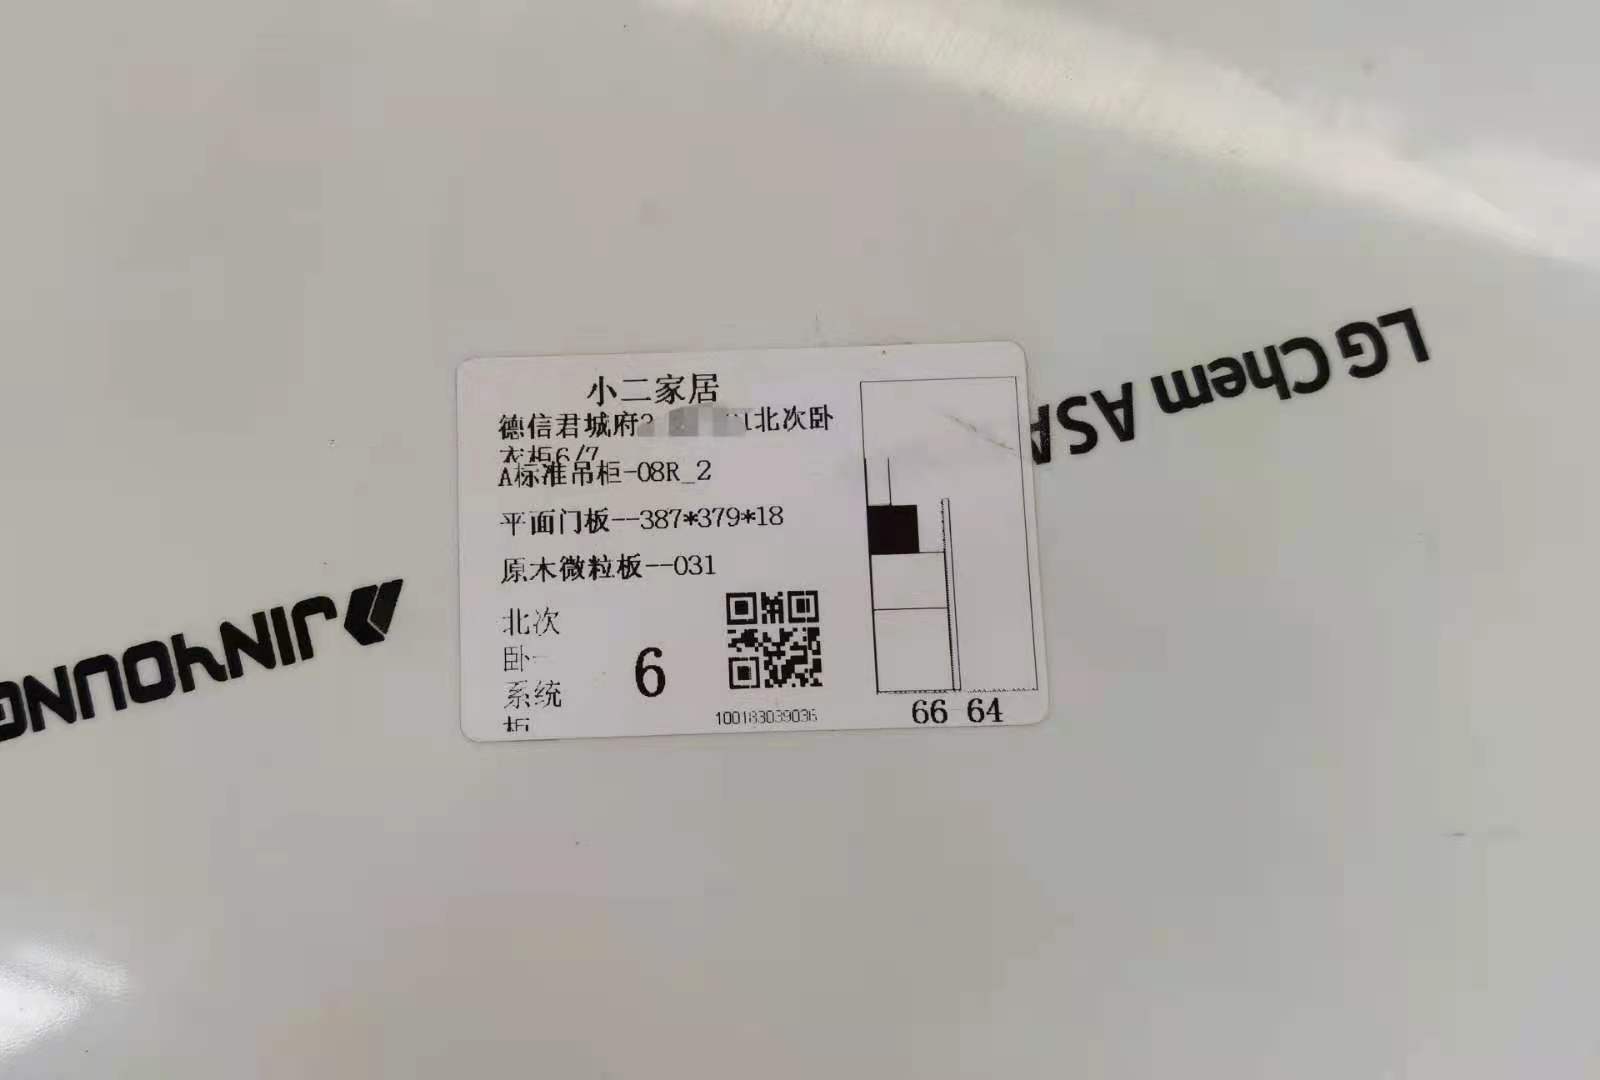 小二家居
德信君城府 北次卧
衣柜6/7
A标准吊柜-08R_2
平面门板--387*379*18
原木微粒板--031
北次
卧一
系统
柜
6
100183039036
66 64
LG Chem ASA
JINYOUNG